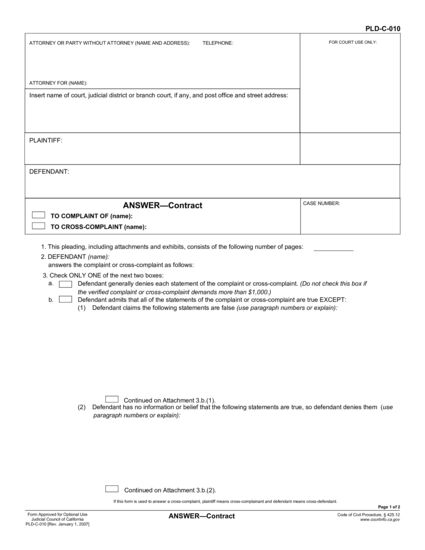 PLD-C-010
ATTORNEY OR PARTY WITHOUT ATTORNEY (NAME AND ADDRESS): TELEPHONE: FOR COURT USE ONLY:
ATTORNEY FOR (NAME):
Insert name of court, judicial district or branch court, if any, and post office and street address:
PLAINTIFF:
DEFENDANT:
ANSWER—Contract CASE NUMBER:
TO COMPLAINT OF (name):
TO CROSS-COMPLAINT (name):
1. This pleading, including attachments and exhibits, consists of the following number of pages:
2. DEFENDANT (name):
answers the complaint or cross-complaint as follows:
3. Check ONLY ONE of the next two boxes:
a. Defendant generally denies each statement of the complaint or cross-complaint. (Do not check this box if
the verified complaint or cross-complaint demands more than $1,000.)
b. Defendant admits that all of the statements of the complaint or cross-complaint are true EXCEPT:
(1) Defendant claims the following statements are false (use paragraph numbers or explain):
Continued on Attachment 3.b.(1).
(2) Defendant has no information or belief that the following statements are true, so defendant denies them (use
paragraph numbers or explain):
Continued on Attachment 3.b.(2).
If this form is used to answer a cross-complaint, plaintiff means cross-complainant and defendant means cross-defendant.
Page 1 of 2
Form Approved for Optional Use
Judicial Council of California
PLD-C-010 [Rev. January 1, 2007]
ANSWER—Contract
Code of Civil Procedure, § 425.12
www.courtinfo.ca.gov